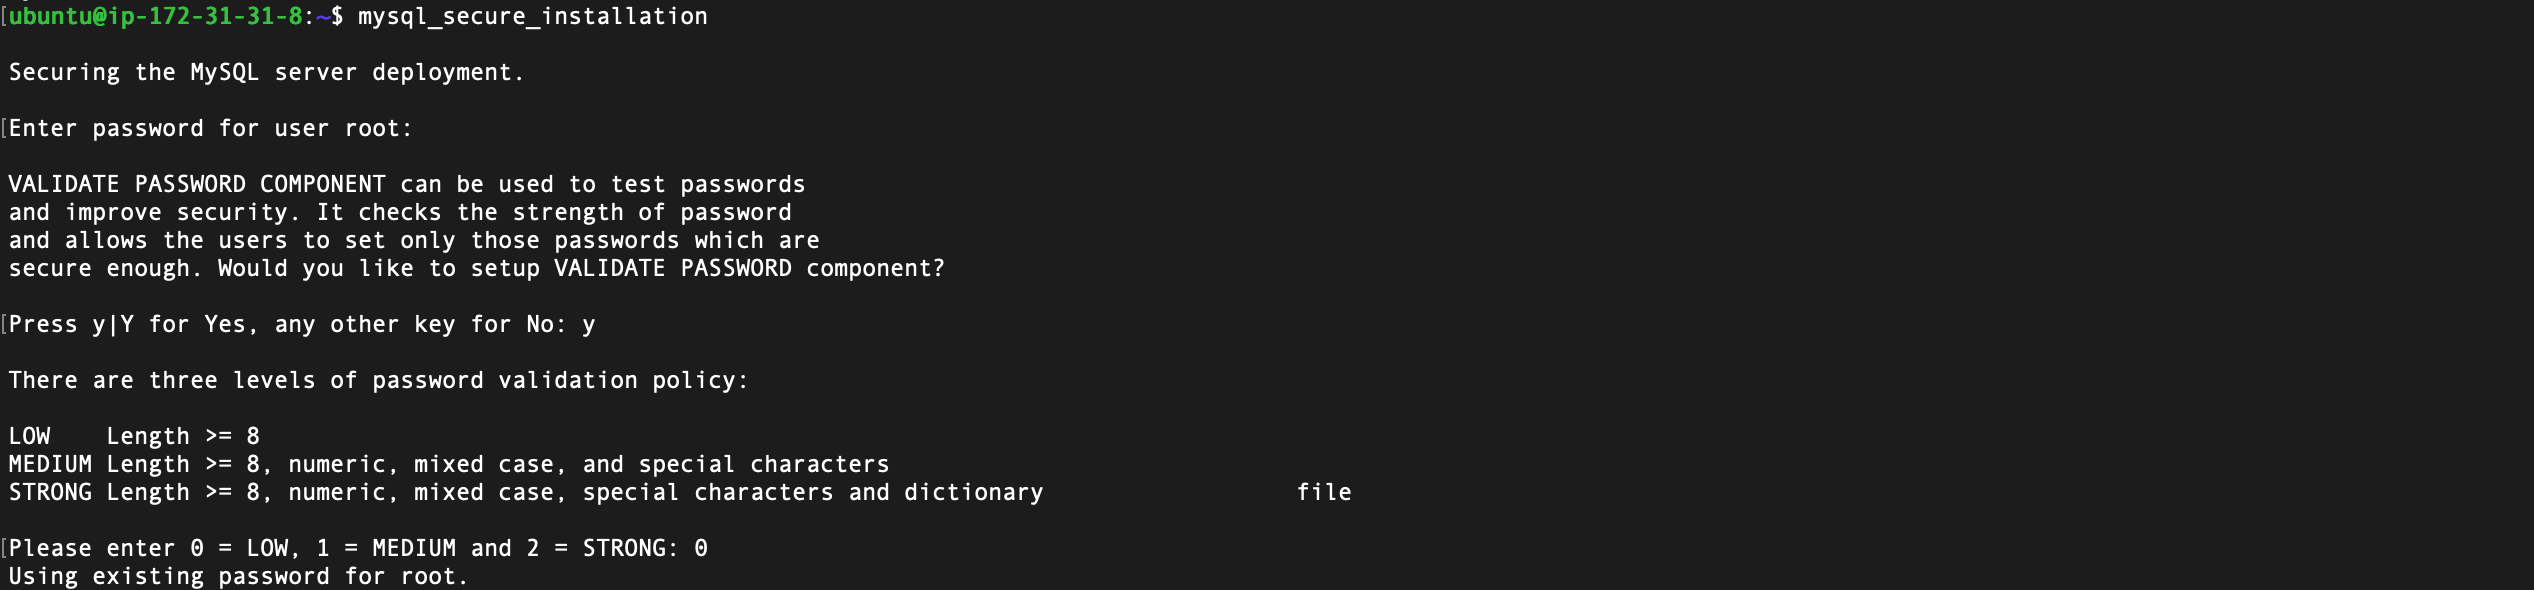 [ubuntu@ip-172-31-31-8:~$ mysql_secure_installation
Securing the MySQL server deployment.
[Enter password for user root:
VALIDATE PASSWORD COMPONENT can be used to test passwords
and improve security. It checks the strength of password
and allows the users to set only those passwords which are
secure enough. Would you like to setup VALIDATE PASSWORD component?
[Press y|Y for Yes, any other key for No: y
There are three levels of password validation policy:
LOW    Length >= 8
MEDIUM Length >= 8, numeric, mixed case, and special characters
STRONG Length >= 8, numeric, mixed case, special characters and dictionary                  file
[Please enter 0 = LOW, 1 = MEDIUM and 2 = STRONG: 0
Using existing password for root.